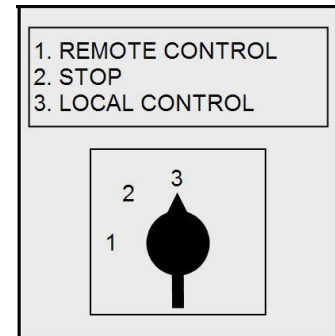 1. REMOTE CONTROL
2. STOP
3. LOCAL CONTROL
3
2
1